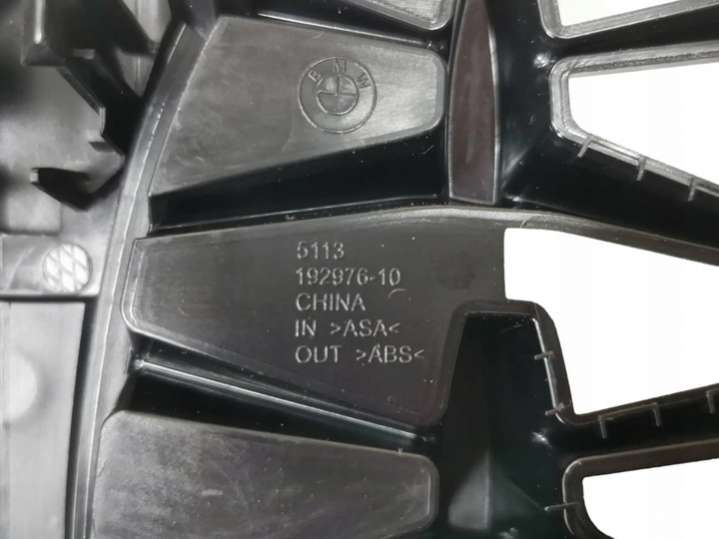 BMW
5113
192976-10
CHINA
IN >ASA<
OUT >ABS<